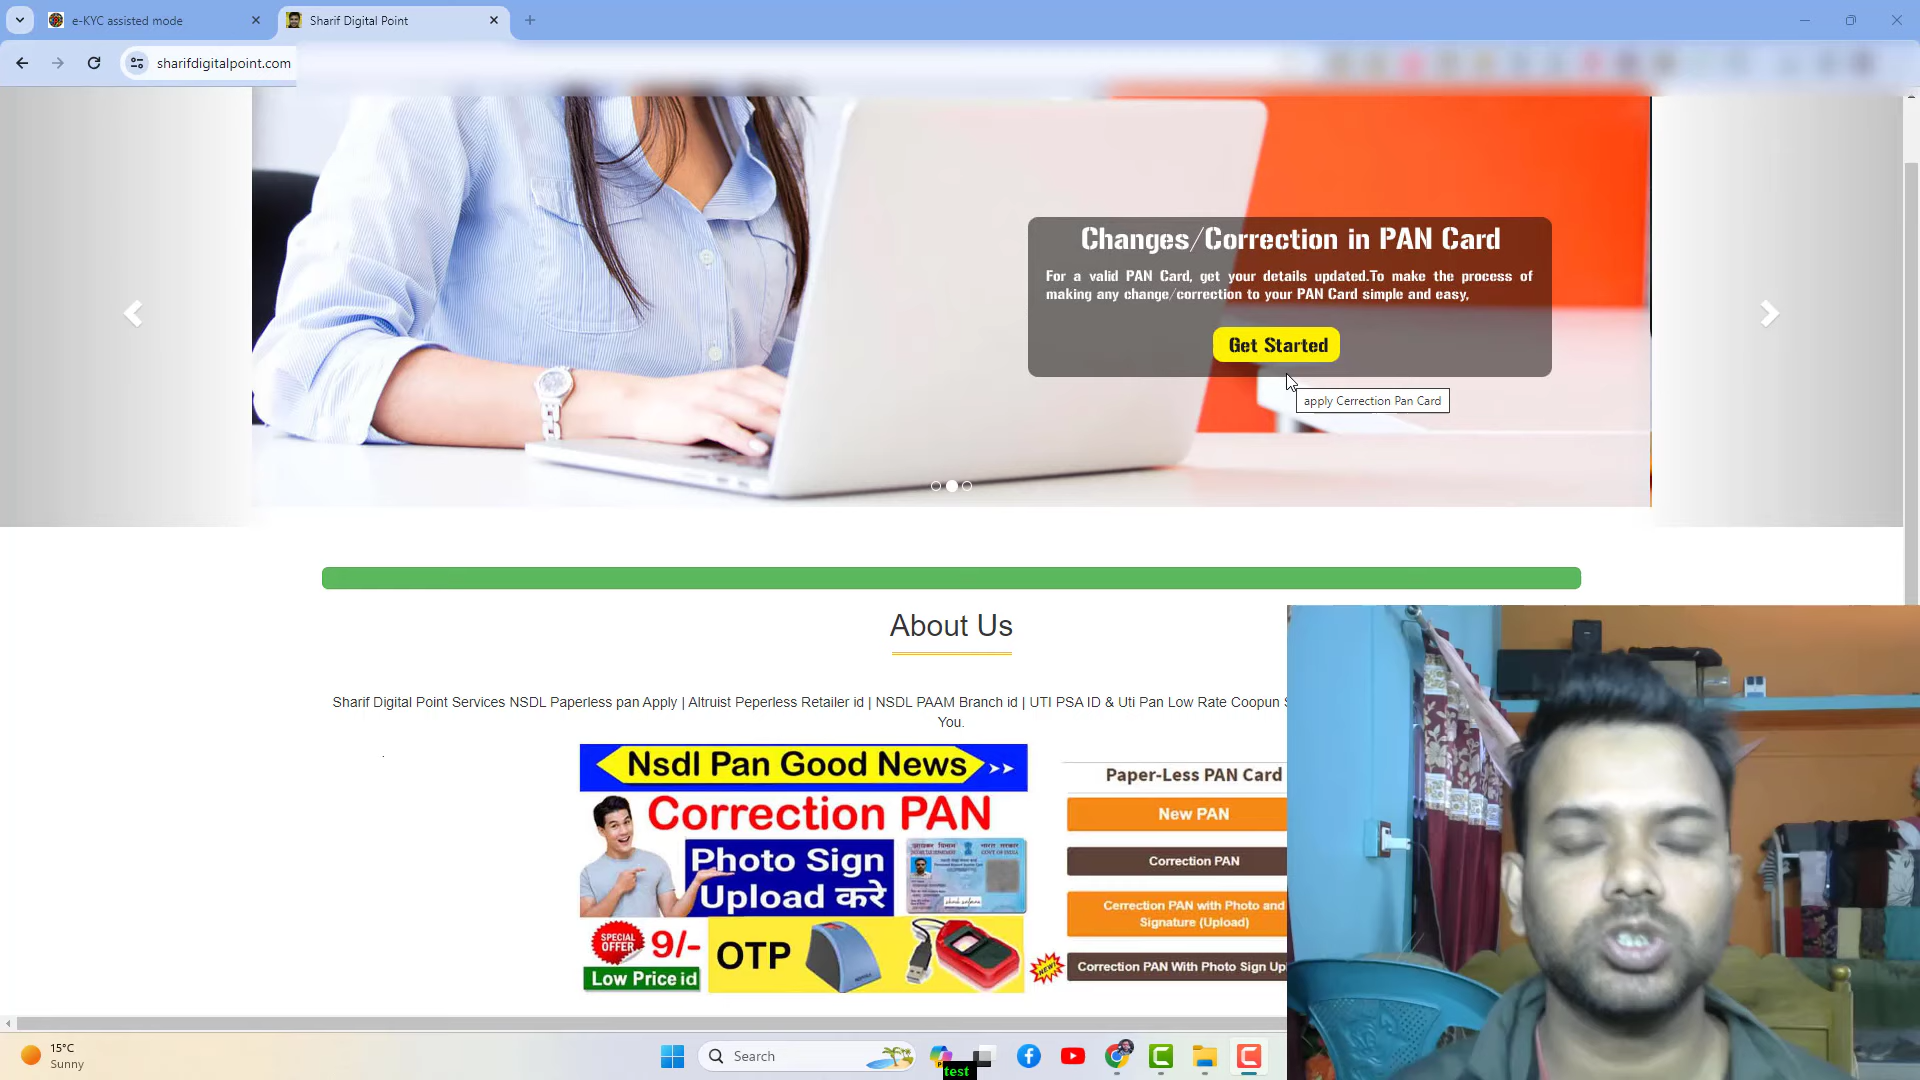 e-KYC assisted mode
Sharif Digital Point
sharifdigitalpoint.com
Changes/Correction in PAN Card
For a valid PAN Card, get your details updated.To make the process of
making any change/correction to your PAN Card simple and easy,
Get Started
apply Cerrection Pan Card
About Us
Sharif Digital Point Services NSDL Paperless pan Apply | Altruist Peperless Retailer id | NSDL PAAM Branch id | UTI PSA ID & Uti Pan Low Rate Coopun S
You.
Nsdl Pan Good News
Correction PAN
Photo Sign
Upload करे
SPECIAL
OFFER
9/-
Low Price id
OTP
Paper-Less PAN Card
New PAN
Correction PAN
Cerrection PAN with Photo and
Signature (Upload)
NEW!
Correction PAN With Photo Sign Upl
15°C
Sunny
Search
test